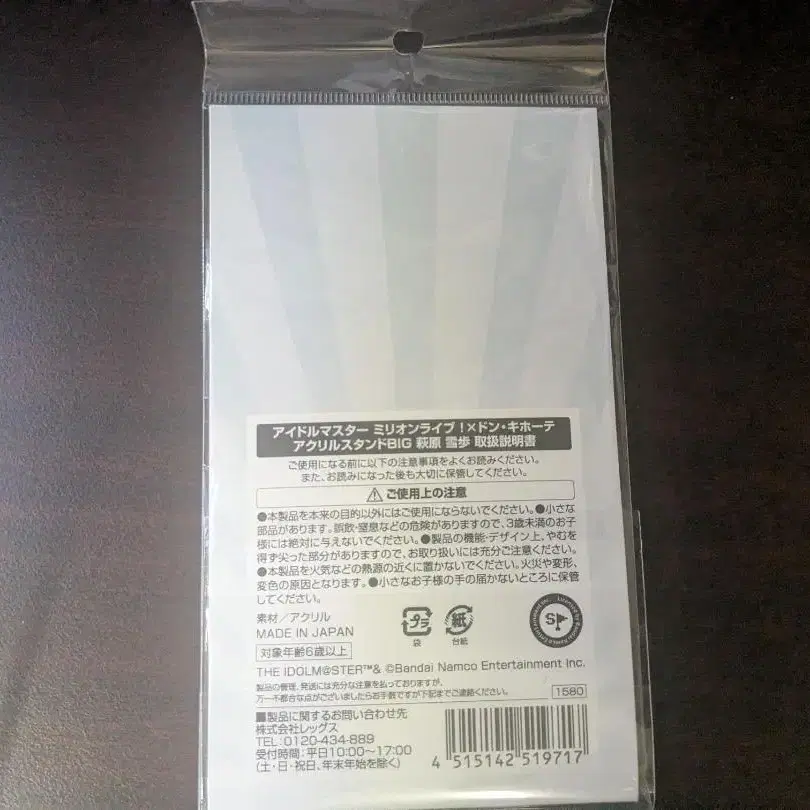 アイドルマスター ミリオンライブ！×ドン・キホーテ
アクリルスタンドBIG 萩原 雪歩 取扱説明書
ご使用になる前に以下の注意事項をよくお読みください。
また、お読みになった後も大切に保管してください。
⚠ご使用上の注意
●本製品を本来の目的以外にはご使用にならないでください。●小さな
部品があります。誤飲・窒息などの危険がありますので、3歳未満のお子
様には絶対に与えないでください。●製品の機能・デザイン上、やむを
得ず尖った部分がありますので、お取り扱いには充分ご注意ください。
●本製品を火気などの熱源の近くに置かないでください。火災や変形、
変色の原因となります。●小さなお子様の手の届かないところに保管
してください。
素材／アクリル
MADE IN JAPAN
対象年齢6歳以上
プラ
袋
紙
台紙
THE IDOLM@STER™& ©Bandai Namco Entertainment Inc.
製品の管理、発送には充分な注意を払っておりますが、
万一不都合な点がございましたらお手数ですが下記までご連絡ください。
1580
■製品に関するお問い合わせ先
株式会社レッグス
TEL：0120-434-889
受付時間：平日10：00～17：00
（土・日・祝日、年末年始を除く）
4 515142 519717